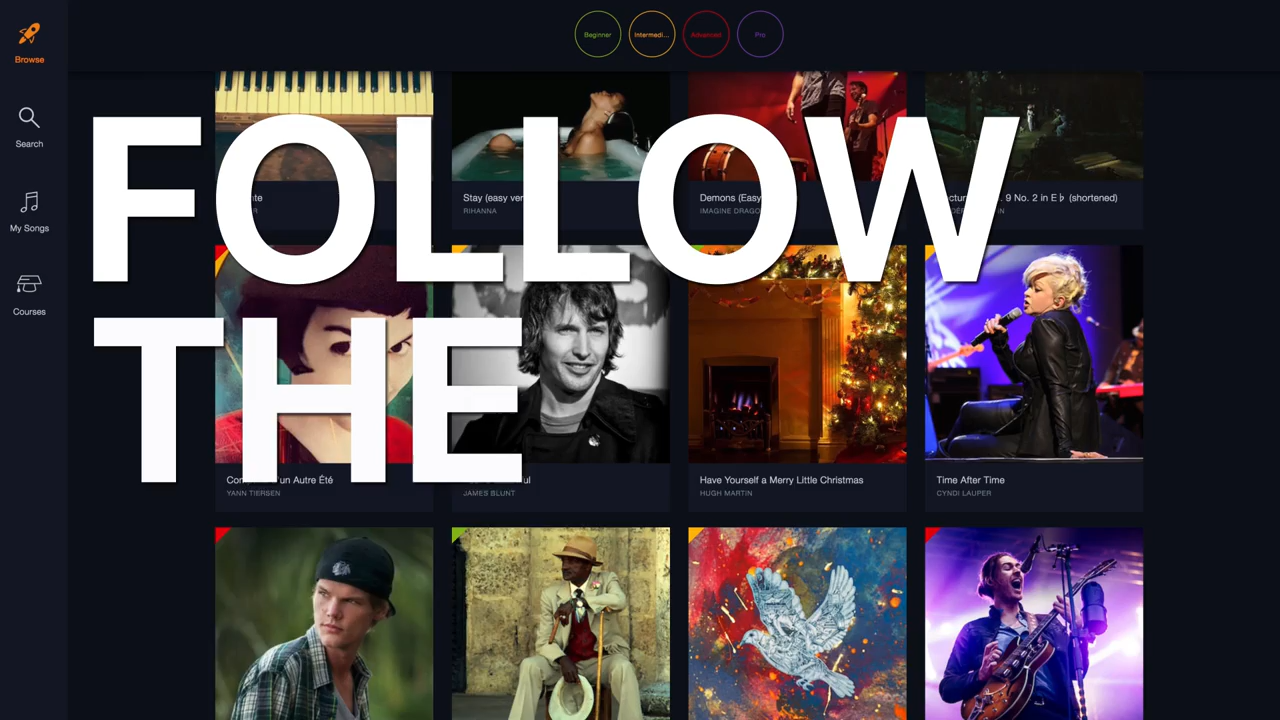 Beginner
Intermedi...
Advanced
Pro
Browse
Search
My Songs
Courses
FOLLOW
THE
Stay (easy
RIHANNA
Demons (Easy
IMAGINE
9 No. 2 in E♭ (shortened)
un Autre Été
YANN TIERSEN
JAMES BLUNT
Have Yourself a Merry Little Christmas
HUGH MARTIN
Time After Time
CYNDI LAUPER